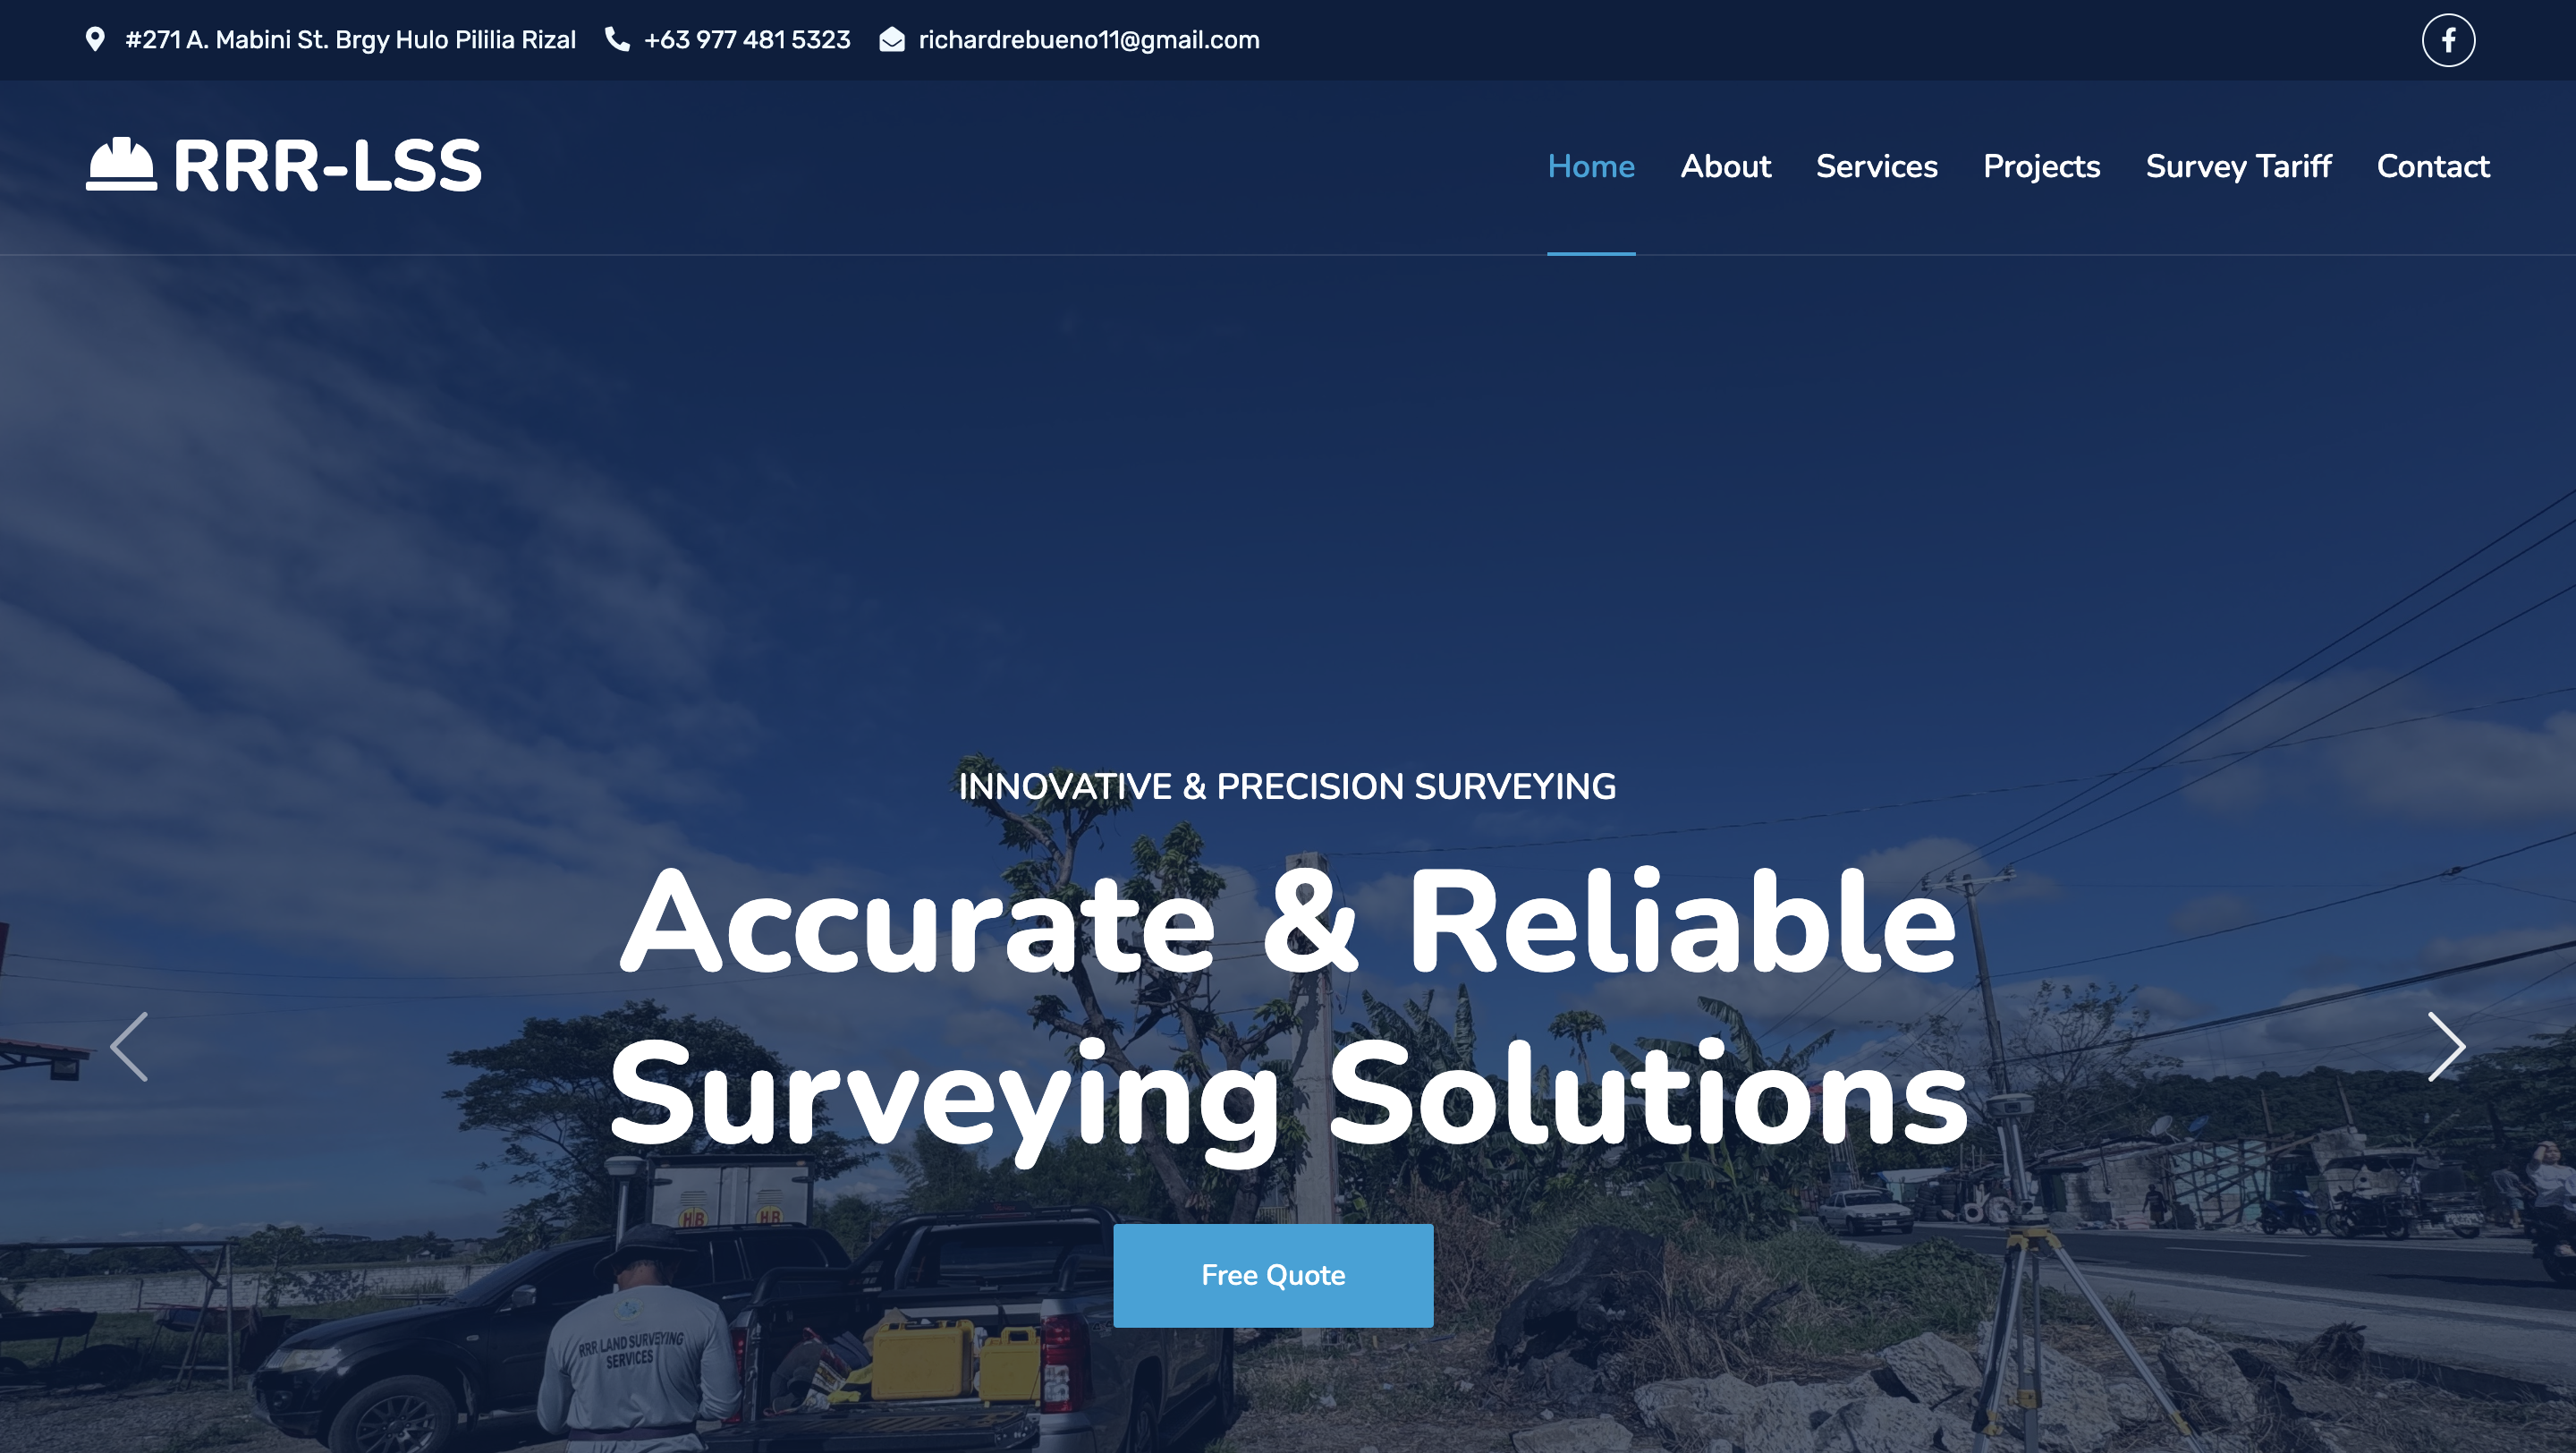 #271 A. Mabini St. Brgy Hulo Pililia Rizal
+63 977 481 5323
richardrebueno11@gmail.com
RRR-LSS
Home
About
Services
Projects
Survey Tariff
Contact
INNOVATIVE & PRECISION SURVEYING
Accurate & Reliable
Surveying Solutions
Free Quote
HB
HB
RRR LAND SURVEYING
SERVICES